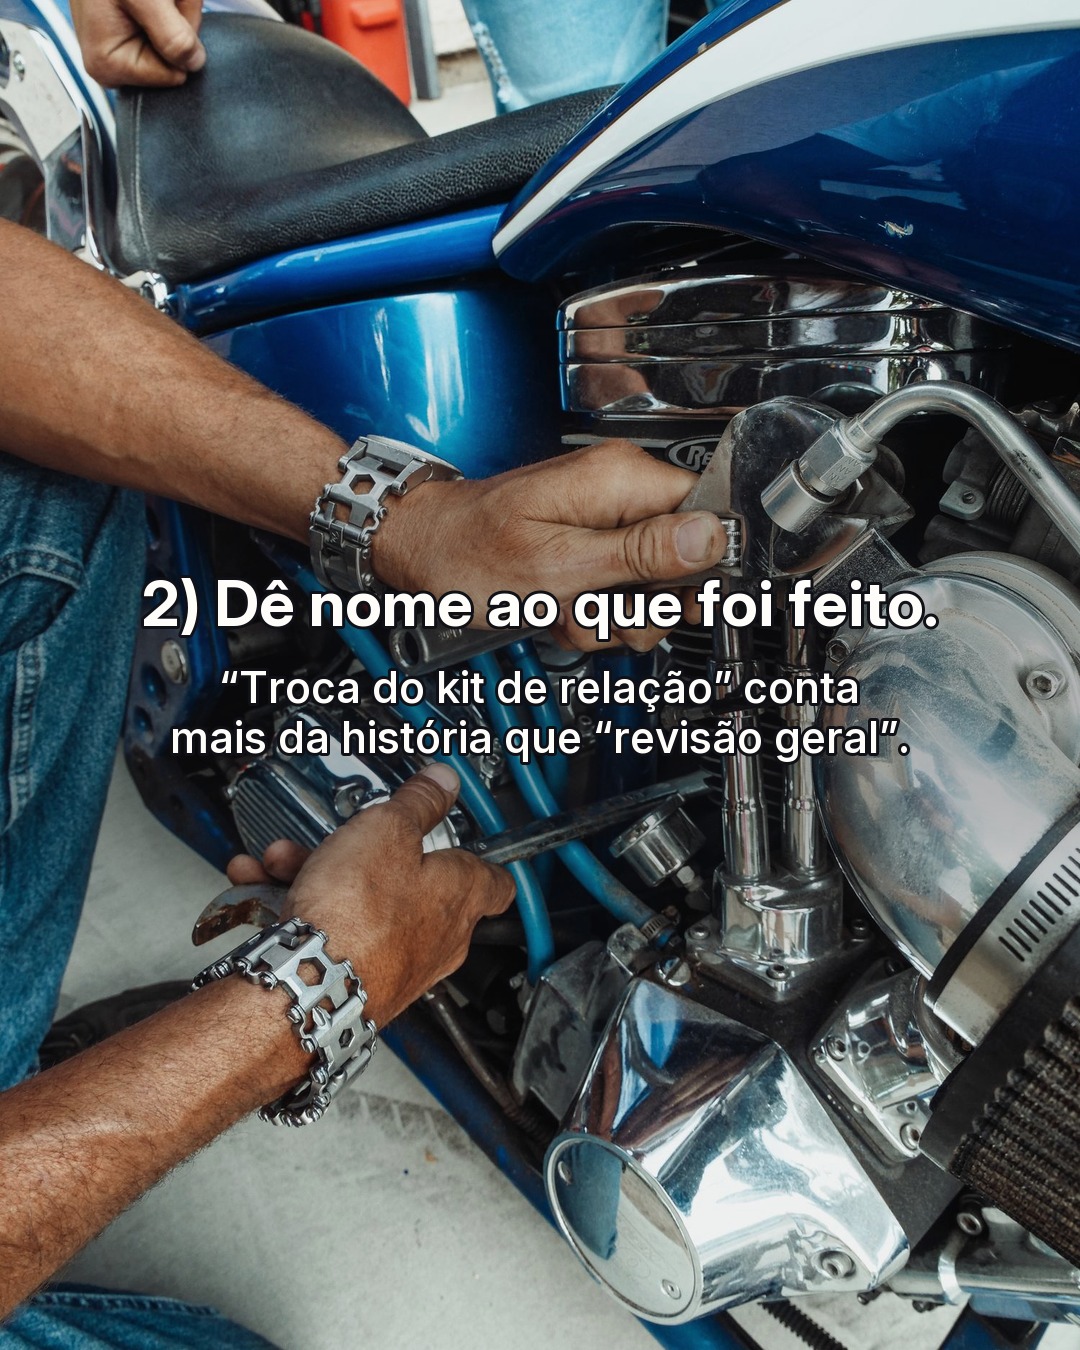 2) Dê nome ao que foi feito.
“Troca do kit de relação” conta
mais da história que “revisão geral”.